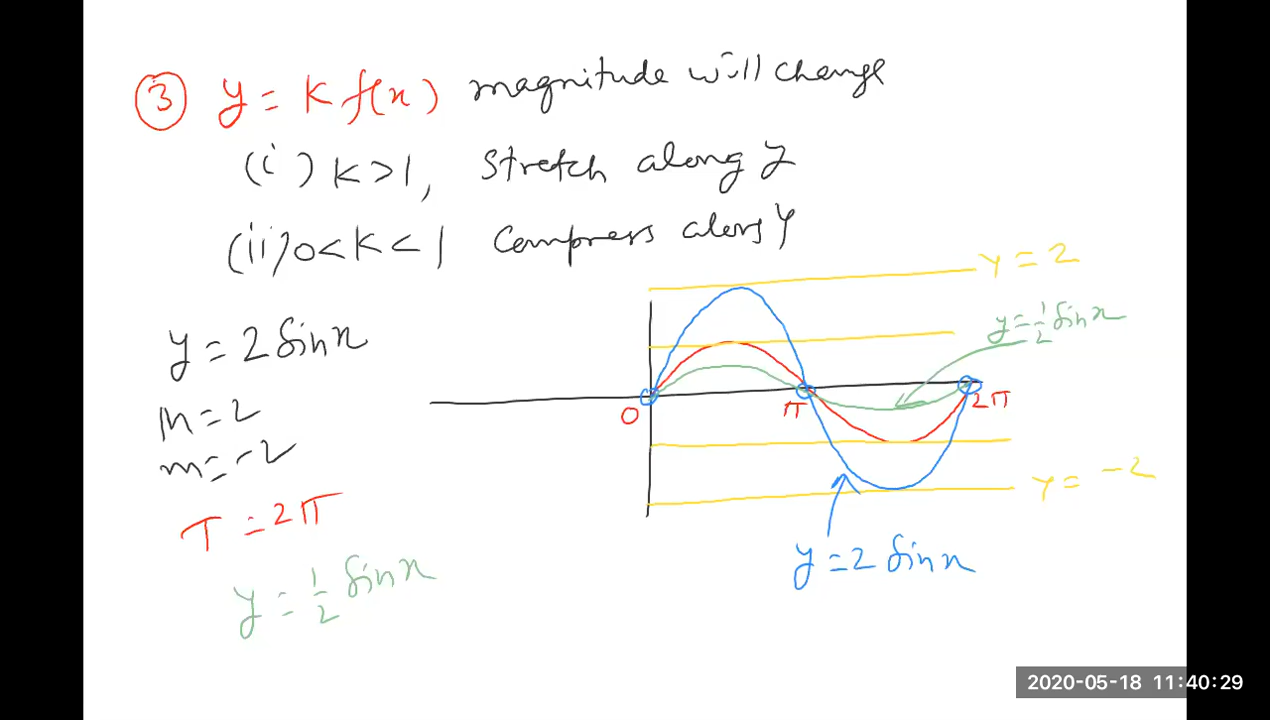 ③ y = k f(x) magnitude will change
(i) k > 1, Stretch along y
(ii) 0 < k < 1 Compress along Y
y = 2
y = 1/2 Sin x
y = 2 Sin x
M = 2
m = -2
0
π
2π
y = -2
T = 2π
y = 2 Sin x
y = 1/2 Sin x
2020-05-18 11:40:29